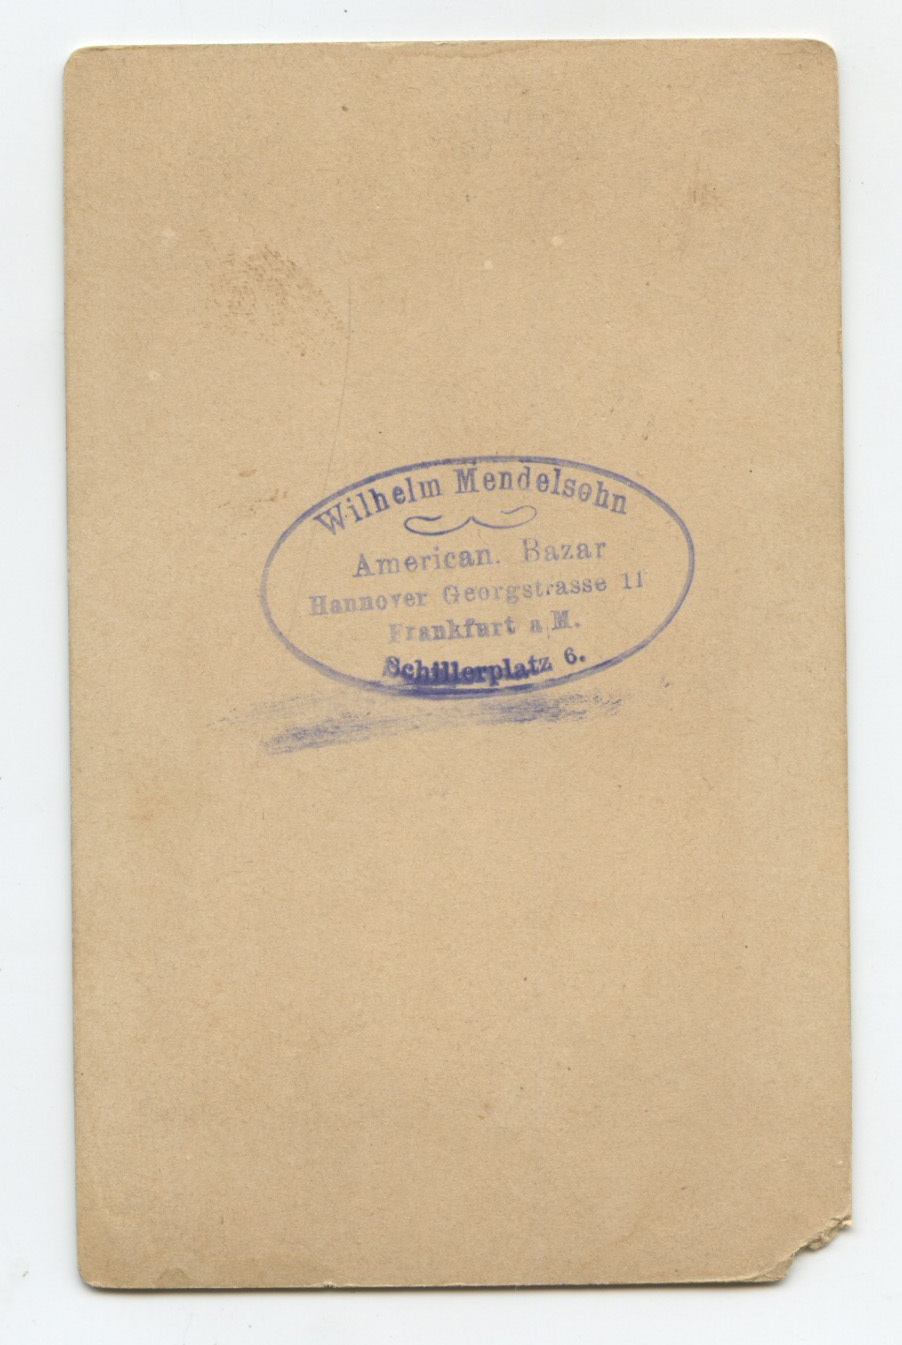 Wilhelm Mendelsohn
American. Bazar
Hannover Georgstrasse 11
Frankfurt a M.
Schillerplatz 6.